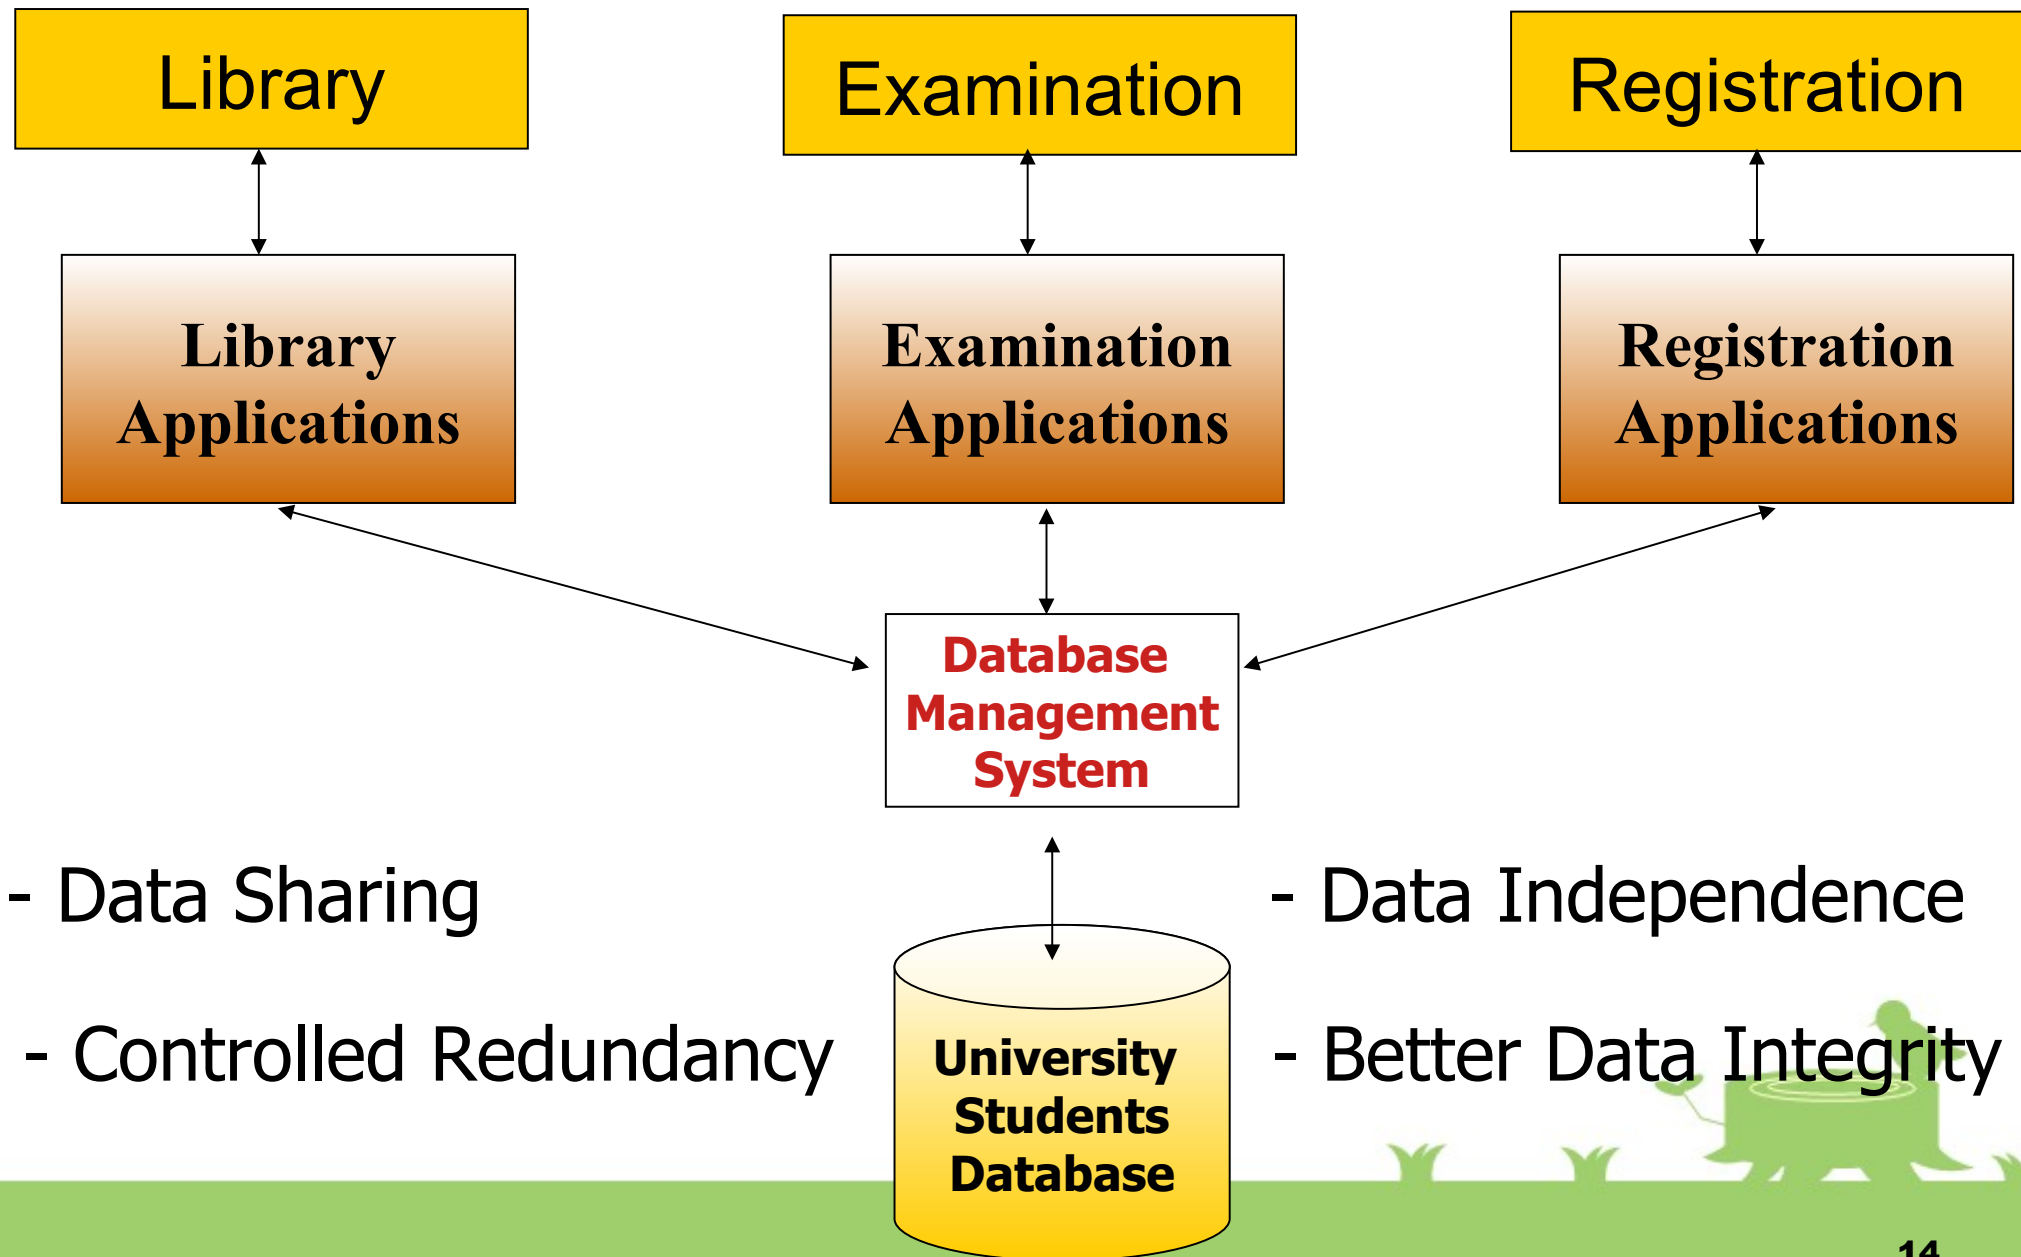 Library
Examination
Registration
Library
Applications
Examination
Applications
Registration
Applications
Database
Management
System
- Data Sharing
- Data Independence
- Controlled Redundancy
- Better Data Integrity
University
Students
Database
14